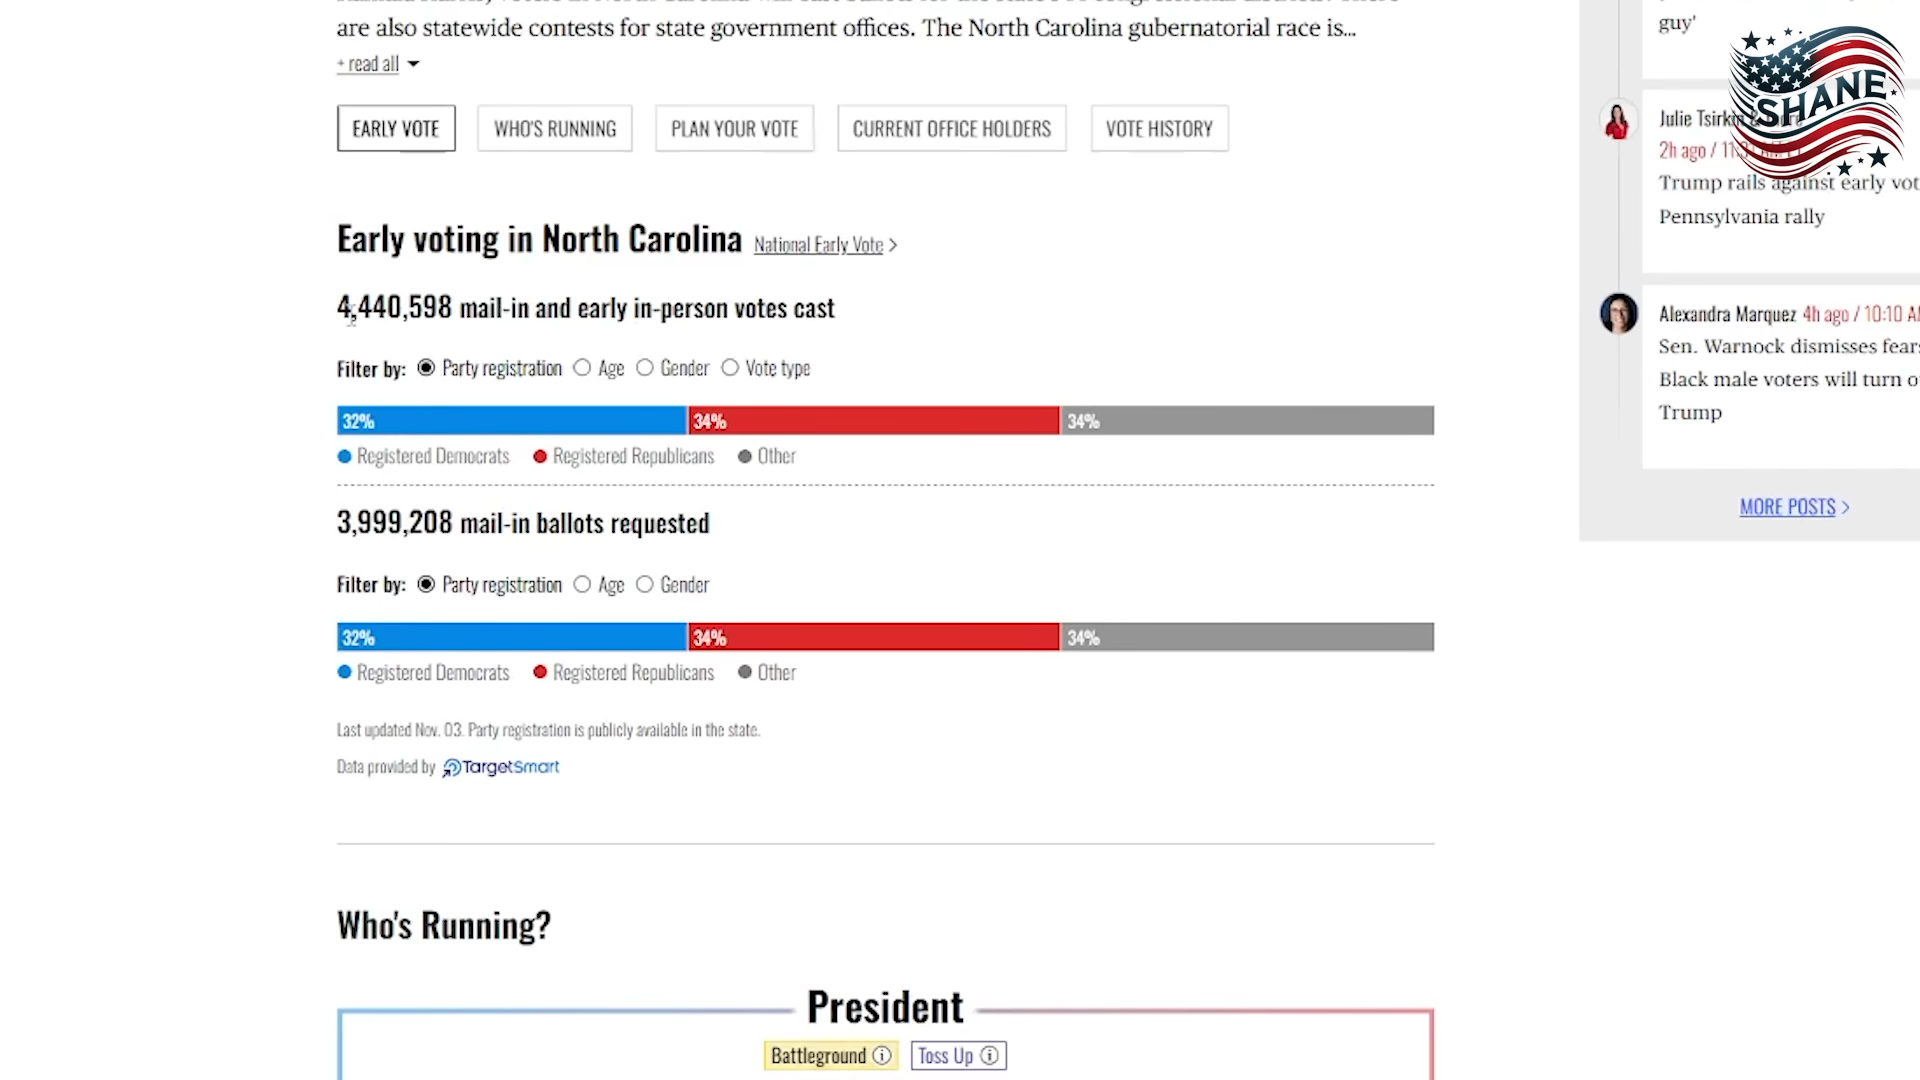 are also statewide contests for state government offices. The North Carolina gubernatorial race is...
+ read all
EARLY VOTE
WHO'S RUNNING
PLAN YOUR VOTE
CURRENT OFFICE HOLDERS
VOTE HISTORY
Early voting in North Carolina National Early Vote >
4,440,598 mail-in and early in-person votes cast
Filter by: Party registration Age Gender Vote type
32% 34% 34%
Registered Democrats Registered Republicans Other
3,999,208 mail-in ballots requested
Filter by: Party registration Age Gender
32% 34% 34%
Registered Democrats Registered Republicans Other
Last updated Nov. 03. Party registration is publicly available in the state.
Data provided by TargetSmart
Who's Running?
President
Battleground Toss Up
guy'
SHANE
Julie Tsirkin &
2h ago /
Trump rails against early vot
Pennsylvania rally
Alexandra Marquez 4h ago / 10:10 A
Sen. Warnock dismisses fears
Black male voters will turn o
Trump
MORE POSTS >